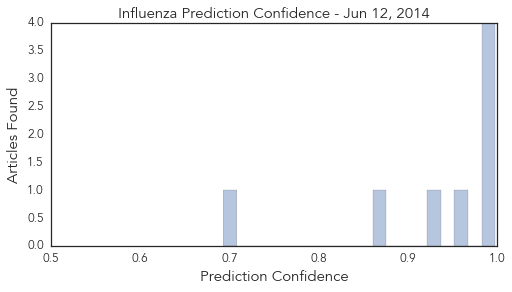 Influenza Prediction Confidence - Jun 12, 2014
Articles Found
4.0
3.5
3.0
2.5
2.0
1.5
1.0
0.5
0.0
0.5 0.6 0.7 0.8 0.9 1.0
Prediction Confidence